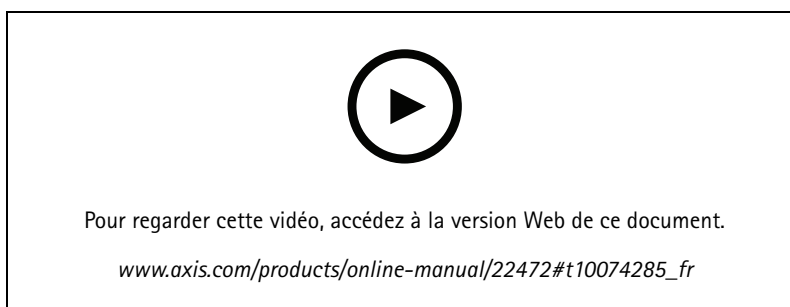 Pour regarder cette vidéo, accédez à la version Web de ce document.
www.axis.com/products/online-manual/22472#t10074285_fr